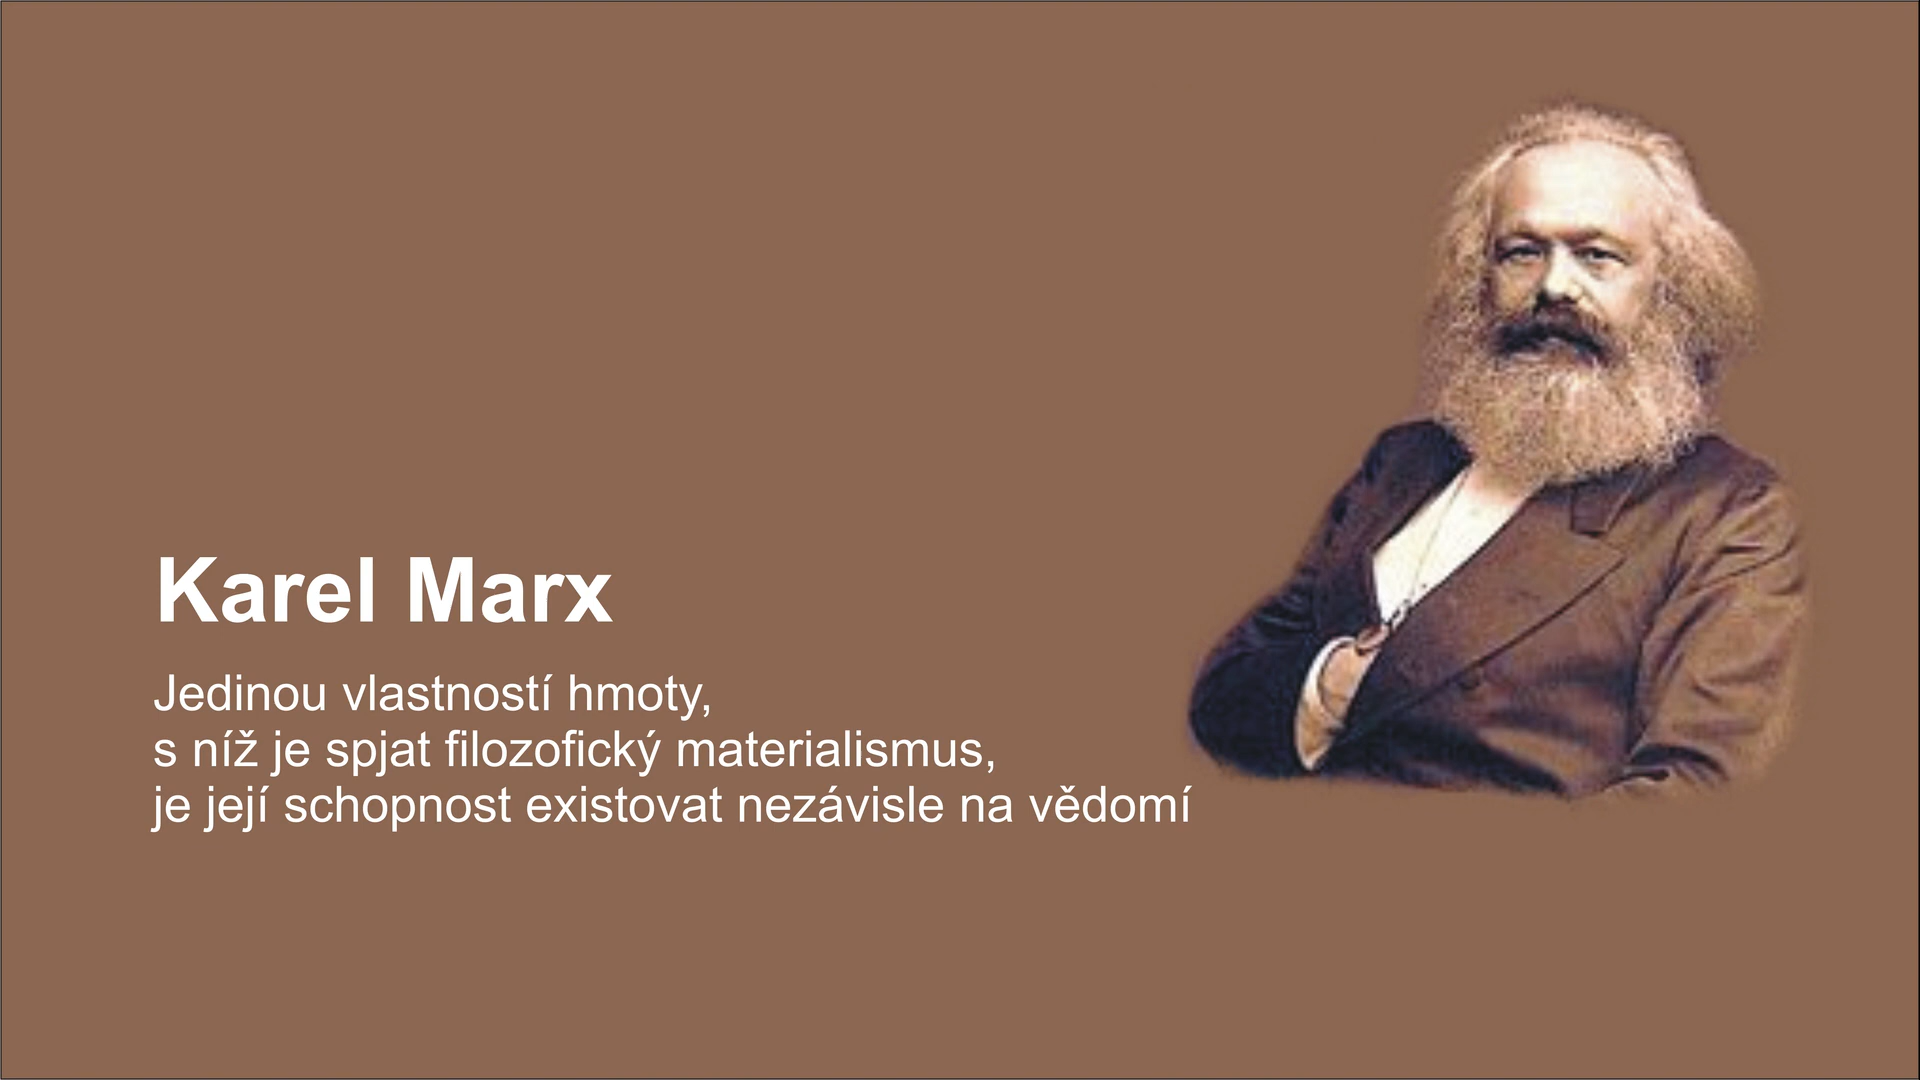 Karel Marx
Jedinou vlastností hmoty,
s níž je spjat filozofický materialismus,
je její schopnost existovat nezávisle na vědomí